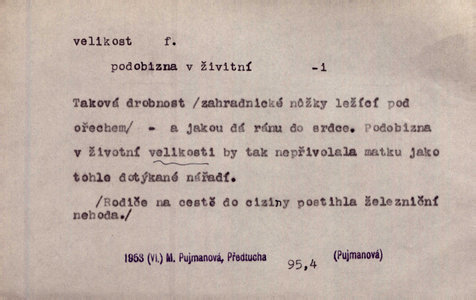 velikost f.
podobizna v živitní -i
Taková drobnost /zahradnické nůžky ležící pod
ořechem/ - a jakou dá ránu do srdce. Podobizna
v životní velikosti by tak nepřivolala matku jako
tohle dotýkané nářadí.
/Rodiče na cestě do ciziny postihla železniční
nehoda./
1953 (VI.) M. Pujmanová, Předtucha 95,4 (Pujmanová)